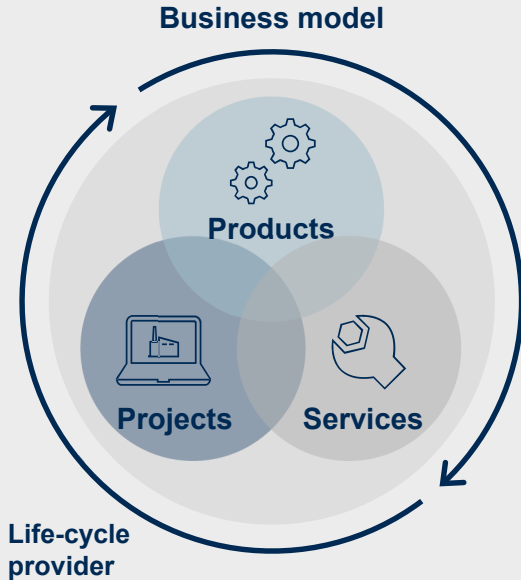 Business model
Products
Projects
Services
Life-cycle
provider